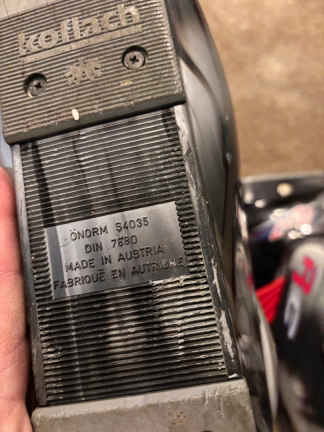 koflach
ÖNORM S4035
DIN 7880
MADE IN AUSTRIA
FABRIQUE EN AUTRICHE